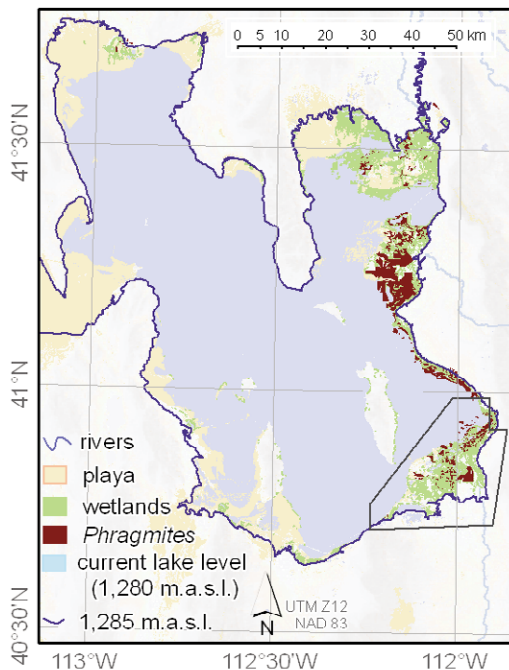 0 5 10 20 30 40 50 km
41°30'N
41°N
40°30'N
rivers
playa
wetlands
Phragmites
current lake level
(1,280 m.a.s.l.)
1,285 m.a.s.l.
UTM Z12
NAD 83
N
113°W
112°30'W
112°W